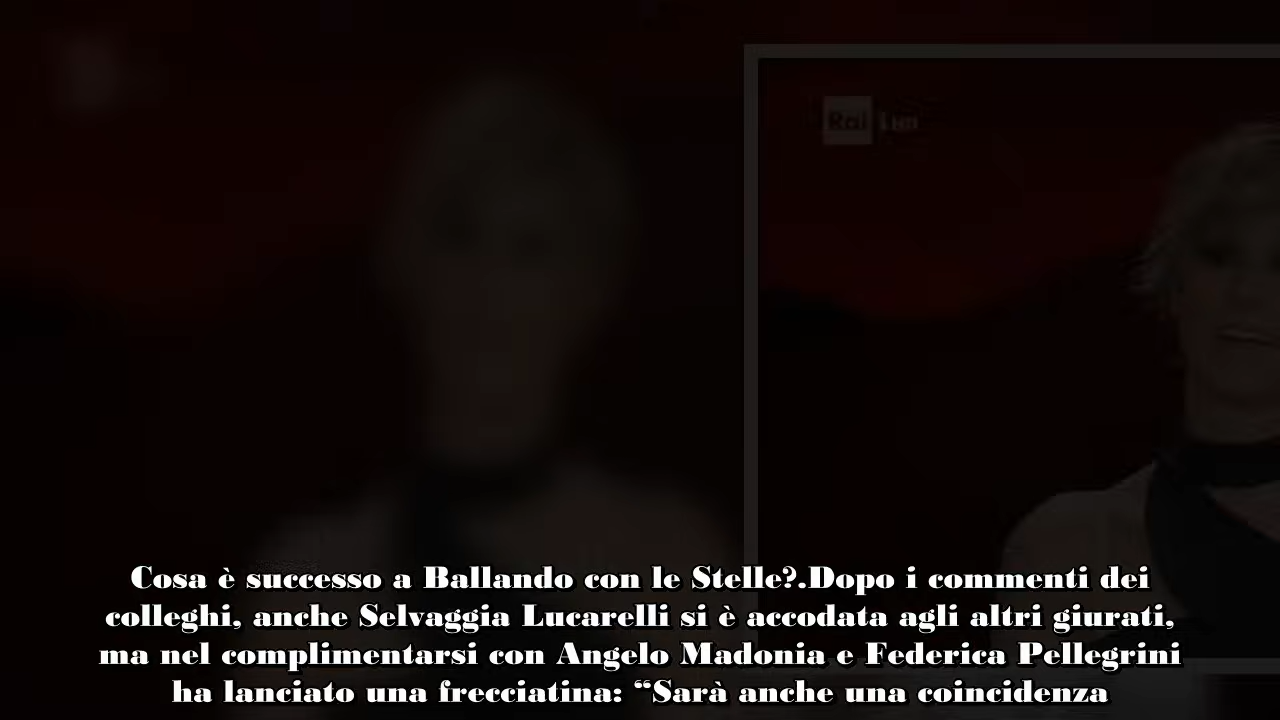 Rai
Cosa è successo a Ballando con le Stelle?.Dopo i commenti dei
colleghi, anche Selvaggia Lucarelli si è accodata agli altri giurati,
ma nel complimentarsi con Angelo Madonia e Federica Pellegrini
ha lanciato una frecciatina: “Sarà anche una coincidenza